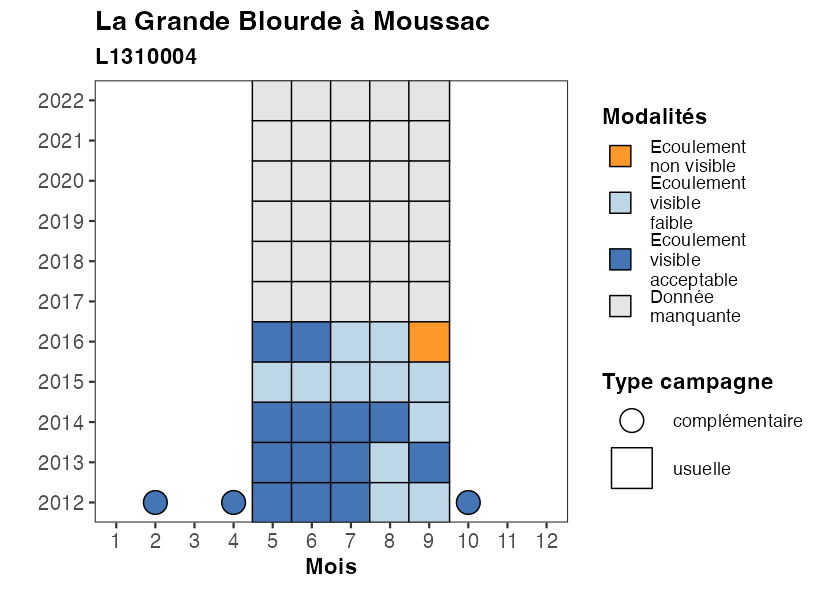 La Grande Blourde à Moussac
L1310004
2022
2021
2020
2019
2018
2017
2016
2015
2014
2013
2012
1 2 3 4 5 6 7 8 9 10 11 12
Mois
Modalités
Ecoulement
non visible
Ecoulement
visible
faible
Ecoulement
visible
acceptable
Donnée
manquante
Type campagne
complémentaire
usuelle